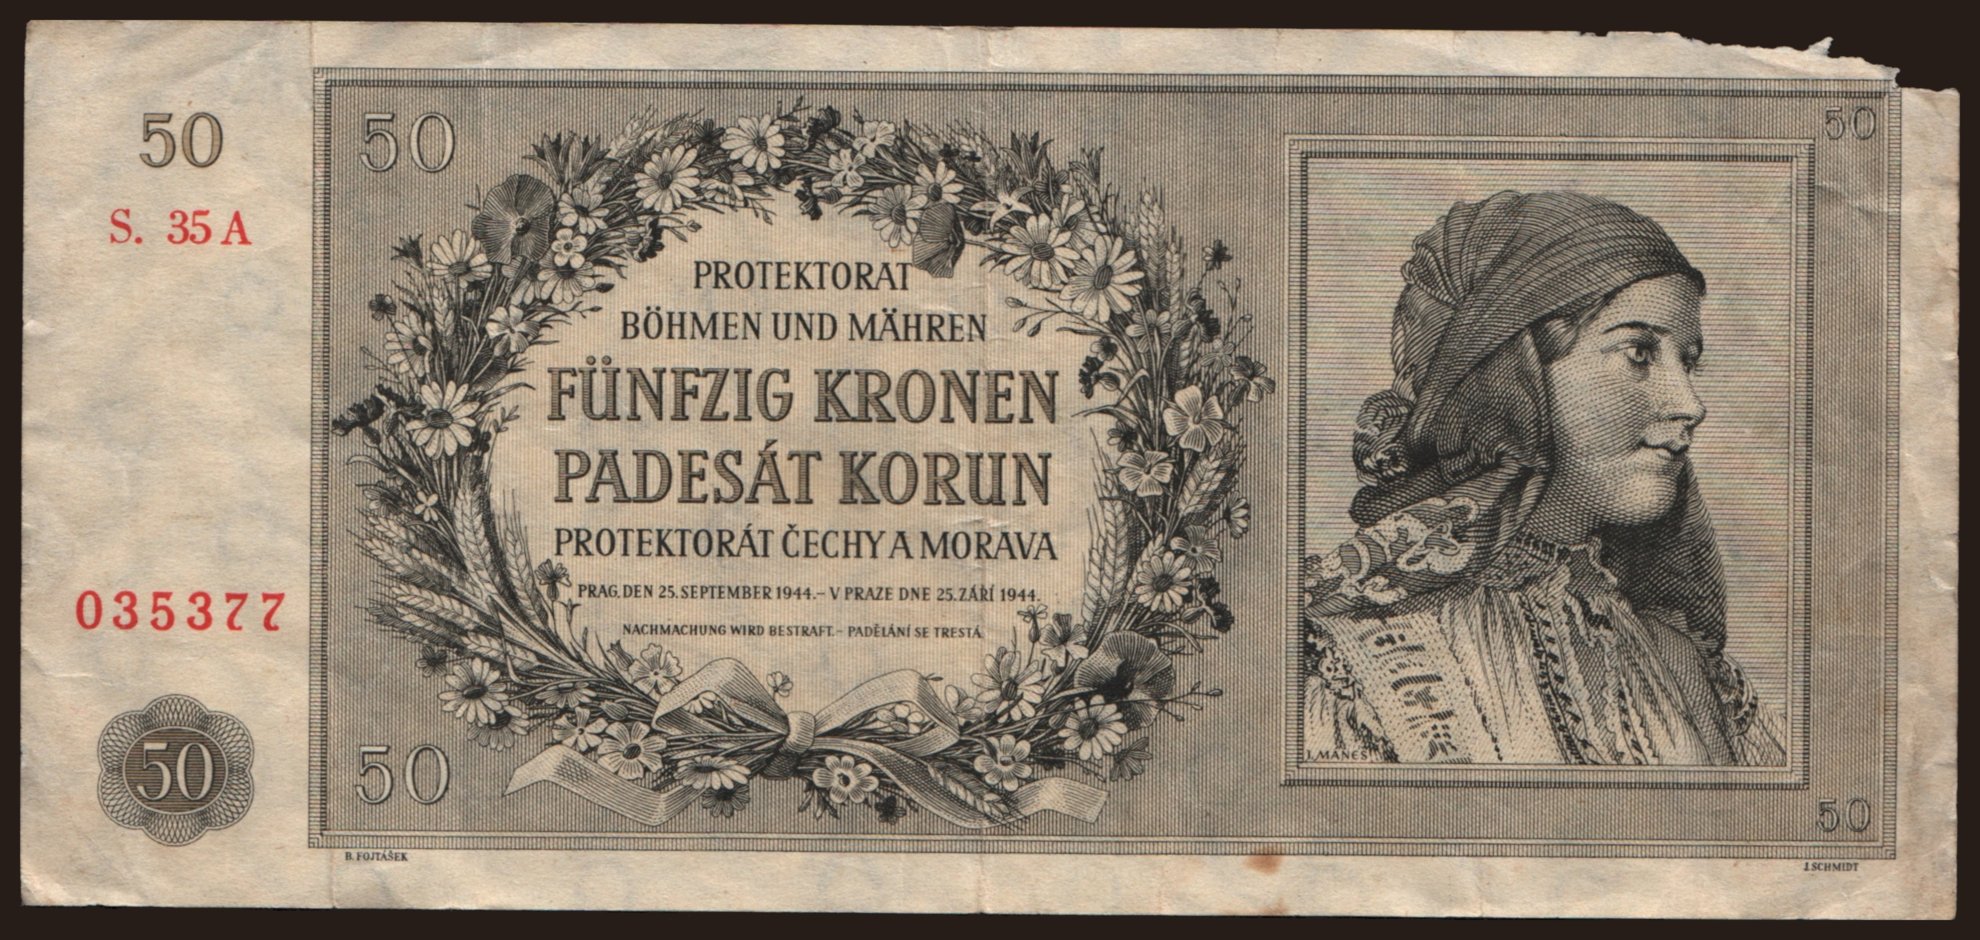 50
S. 35 A
035377
50
50
PROTEKTORAT
BÖHMEN UND MÄHREN
FÜNFZIG KRONEN
PADESÁT KORUN
PROTEKTORÁT ČECHY A MORAVA
PRAG, DEN 25. SEPTEMBER 1944. – V PRAZE DNE 25. ZÁŘÍ 1944.
NACHMACHUNG WIRD BESTRAFT. – PADĚLÁNÍ SE TRESTÁ.
50
50
J. MÁNES
50
B. FOJTÁŠEK
J. SCHMIDT